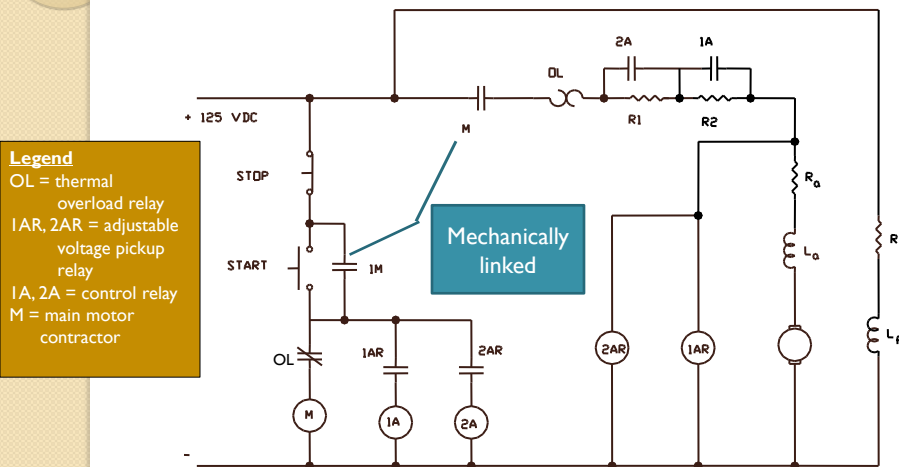 2A
1A
OL
R1
R2
+ 125 VDC
M
Legend
OL = thermal
overload relay
1AR, 2AR = adjustable
voltage pickup
relay
1A, 2A = control relay
M = main motor
contractor
STOP
Ra
Mechanically
linked
R
La
START
1M
2AR
1AR
Lf
OL
1AR
2AR
M
1A
2A
-